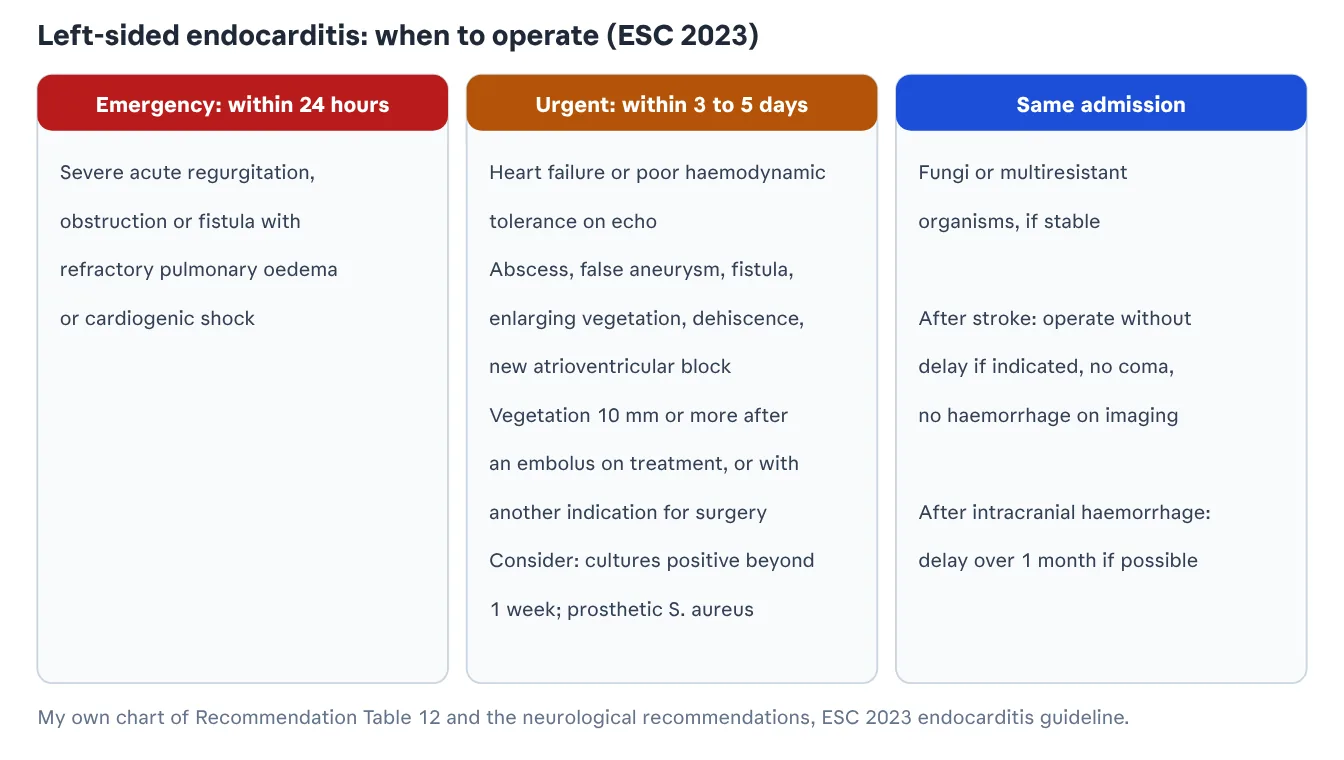 Left-sided endocarditis: when to operate (ESC 2023)
Emergency: within 24 hours
Severe acute regurgitation,
obstruction or fistula with
refractory pulmonary oedema
or cardiogenic shock
Urgent: within 3 to 5 days
Heart failure or poor haemodynamic
tolerance on echo
Abscess, false aneurysm, fistula,
enlarging vegetation, dehiscence,
new atrioventricular block
Vegetation 10 mm or more after
an embolus on treatment, or with
another indication for surgery
Consider: cultures positive beyond
1 week; prosthetic S. aureus
Same admission
Fungi or multiresistant
organisms, if stable
After stroke: operate without
delay if indicated, no coma,
no haemorrhage on imaging
After intracranial haemorrhage:
delay over 1 month if possible
My own chart of Recommendation Table 12 and the neurological recommendations, ESC 2023 endocarditis guideline.